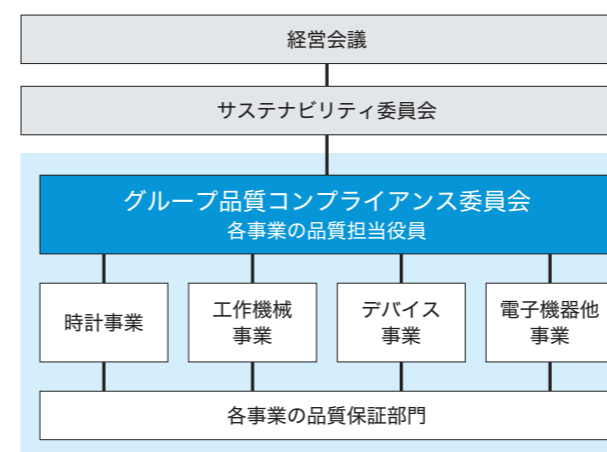 経営会議
サステナビリティ委員会
グループ品質コンプライアンス委員会
各事業の品質担当役員
時計事業
工作機械
事業
デバイス
事業
電子機器他
事業
各事業の品質保証部門